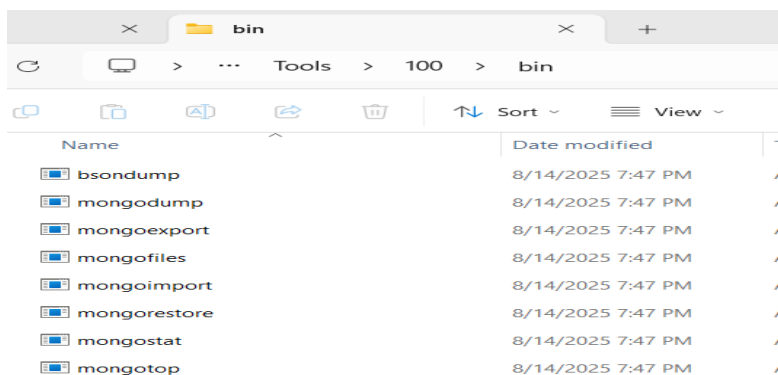 bin
... Tools > 100 > bin
Sort View
Name Date modified
bsondump 8/14/2025 7:47 PM
mongodump 8/14/2025 7:47 PM
mongoexport 8/14/2025 7:47 PM
mongofiles 8/14/2025 7:47 PM
mongoimport 8/14/2025 7:47 PM
mongorestore 8/14/2025 7:47 PM
mongostat 8/14/2025 7:47 PM
mongotop 8/14/2025 7:47 PM